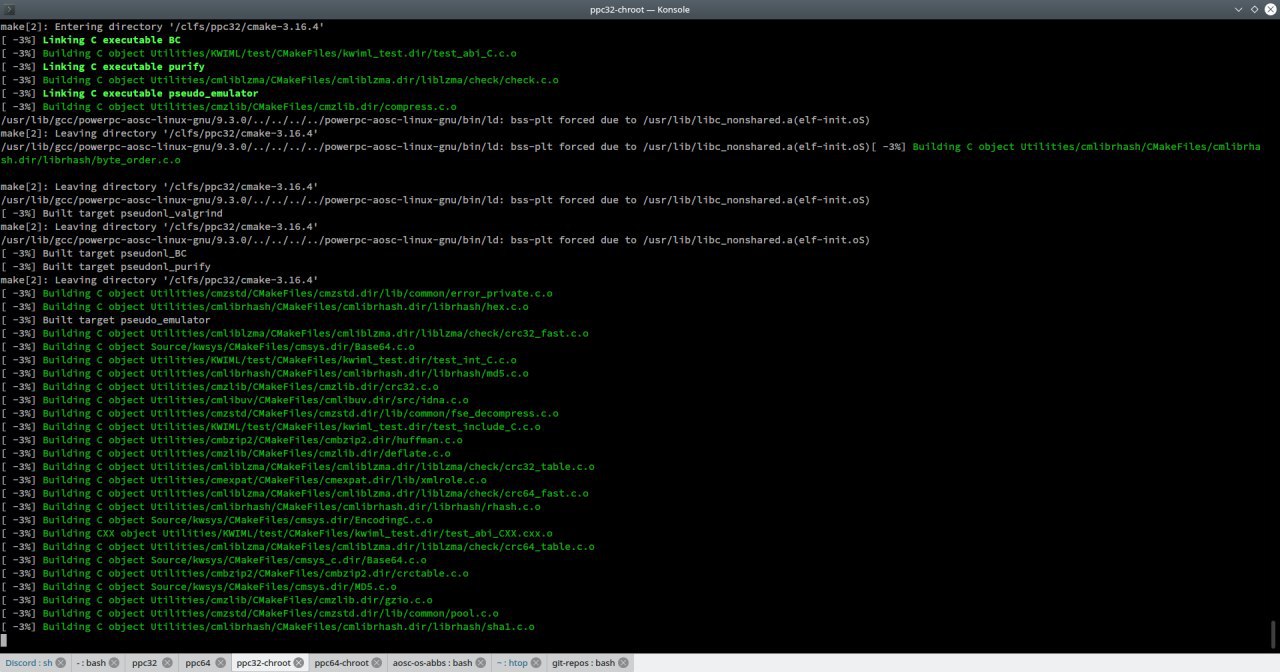 ppc32-chroot — Konsole
make[2]: Entering directory '/clfs/ppc32/cmake-3.16.4'
[ -3%] Linking C executable BC
[ -3%] Building C object Utilities/KWIML/test/CMakeFiles/kwiml_test.dir/test_abi_C.c.o
[ -3%] Linking C executable purify
[ -3%] Building C object Utilities/cmliblzma/CMakeFiles/cmliblzma.dir/liblzma/check/check.c.o
[ -3%] Linking C executable pseudo_emulator
[ -3%] Building C object Utilities/cmzlib/CMakeFiles/cmzlib.dir/compress.c.o
/usr/lib/gcc/powerpc-aosc-linux-gnu/9.3.0/../../../../powerpc-aosc-linux-gnu/bin/ld: bss-plt forced due to /usr/lib/libc_nonshared.a(elf-init.oS)
make[2]: Leaving directory '/clfs/ppc32/cmake-3.16.4'
/usr/lib/gcc/powerpc-aosc-linux-gnu/9.3.0/../../../../powerpc-aosc-linux-gnu/bin/ld: bss-plt forced due to /usr/lib/libc_nonshared.a(elf-init.oS)[ -3%] Building C object Utilities/cmlibrhash/CMakeFiles/cmlibrha
sh.dir/librhash/byte_order.c.o
make[2]: Leaving directory '/clfs/ppc32/cmake-3.16.4'
/usr/lib/gcc/powerpc-aosc-linux-gnu/9.3.0/../../../../powerpc-aosc-linux-gnu/bin/ld: bss-plt forced due to /usr/lib/libc_nonshared.a(elf-init.oS)
[ -3%] Built target pseudonl_valgrind
make[2]: Leaving directory '/clfs/ppc32/cmake-3.16.4'
/usr/lib/gcc/powerpc-aosc-linux-gnu/9.3.0/../../../../powerpc-aosc-linux-gnu/bin/ld: bss-plt forced due to /usr/lib/libc_nonshared.a(elf-init.oS)
[ -3%] Built target pseudonl_BC
[ -3%] Built target pseudonl_purify
make[2]: Leaving directory '/clfs/ppc32/cmake-3.16.4'
[ -3%] Building C object Utilities/cmzstd/CMakeFiles/cmzstd.dir/lib/common/error_private.c.o
[ -3%] Building C object Utilities/cmlibrhash/CMakeFiles/cmlibrhash.dir/librhash/hex.c.o
[ -3%] Built target pseudo_emulator
[ -3%] Building C object Utilities/cmliblzma/CMakeFiles/cmliblzma.dir/liblzma/check/crc32_fast.c.o
[ -3%] Building C object Source/kwsys/CMakeFiles/cmsys.dir/Base64.c.o
[ -3%] Building C object Utilities/KWIML/test/CMakeFiles/kwiml_test.dir/test_int_C.c.o
[ -3%] Building C object Utilities/cmlibrhash/CMakeFiles/cmlibrhash.dir/librhash/md5.c.o
[ -3%] Building C object Utilities/cmzlib/CMakeFiles/cmzlib.dir/crc32.c.o
[ -3%] Building C object Utilities/cmlibuv/CMakeFiles/cmlibuv.dir/src/idna.c.o
[ -3%] Building C object Utilities/cmzstd/CMakeFiles/cmzstd.dir/lib/common/fse_decompress.c.o
[ -3%] Building C object Utilities/KWIML/test/CMakeFiles/kwiml_test.dir/test_include_C.c.o
[ -3%] Building C object Utilities/cmbzip2/CMakeFiles/cmbzip2.dir/huffman.c.o
[ -3%] Building C object Utilities/cmzlib/CMakeFiles/cmzlib.dir/deflate.c.o
[ -3%] Building C object Utilities/cmliblzma/CMakeFiles/cmliblzma.dir/liblzma/check/crc32_table.c.o
[ -3%] Building C object Utilities/cmexpat/CMakeFiles/cmexpat.dir/lib/xmlrole.c.o
[ -3%] Building C object Utilities/cmliblzma/CMakeFiles/cmliblzma.dir/liblzma/check/crc64_fast.c.o
[ -3%] Building C object Utilities/cmlibrhash/CMakeFiles/cmlibrhash.dir/librhash/rhash.c.o
[ -3%] Building C object Source/kwsys/CMakeFiles/cmsys.dir/EncodingC.c.o
[ -3%] Building CXX object Utilities/KWIML/test/CMakeFiles/kwiml_test.dir/test_abi_CXX.cxx.o
[ -3%] Building C object Utilities/cmliblzma/CMakeFiles/cmliblzma.dir/liblzma/check/crc64_table.c.o
[ -3%] Building C object Source/kwsys/CMakeFiles/cmsys_c.dir/Base64.c.o
[ -3%] Building C object Utilities/cmbzip2/CMakeFiles/cmbzip2.dir/crctable.c.o
[ -3%] Building C object Source/kwsys/CMakeFiles/cmsys.dir/MD5.c.o
[ -3%] Building C object Utilities/cmzlib/CMakeFiles/cmzlib.dir/gzio.c.o
[ -3%] Building C object Utilities/cmzstd/CMakeFiles/cmzstd.dir/lib/common/pool.c.o
[ -3%] Building C object Utilities/cmlibrhash/CMakeFiles/cmlibrhash.dir/librhash/sha1.c.o
Discord : sh - : bash ppc32 ppc64 ppc32-chroot ppc64-chroot aosc-os-abbs : bash ~ : htop git-repos : bash